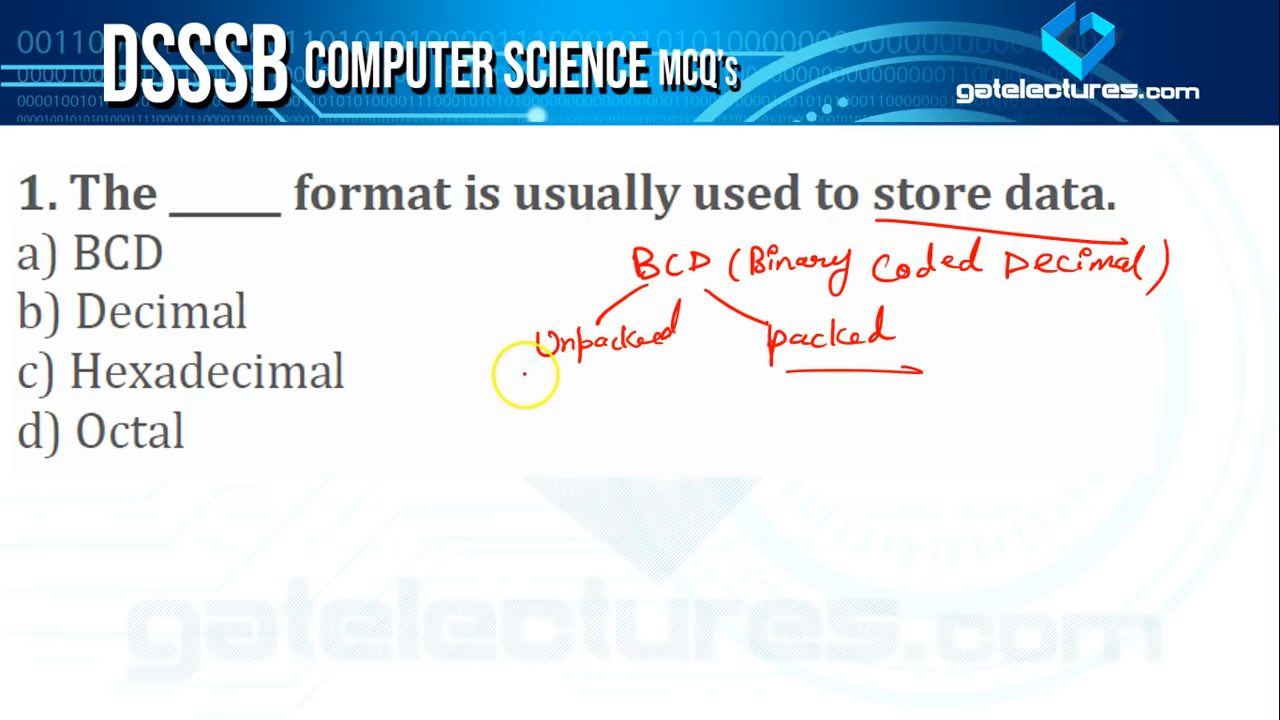 DSSSB COMPUTER SCIENCE MCQ's
gatelectures.com
1. The _____ format is usually used to store data.
a) BCD
BCD (Binary Coded Decimal)
b) Decimal
Unpacked packed
c) Hexadecimal
d) Octal
gatelectures.com